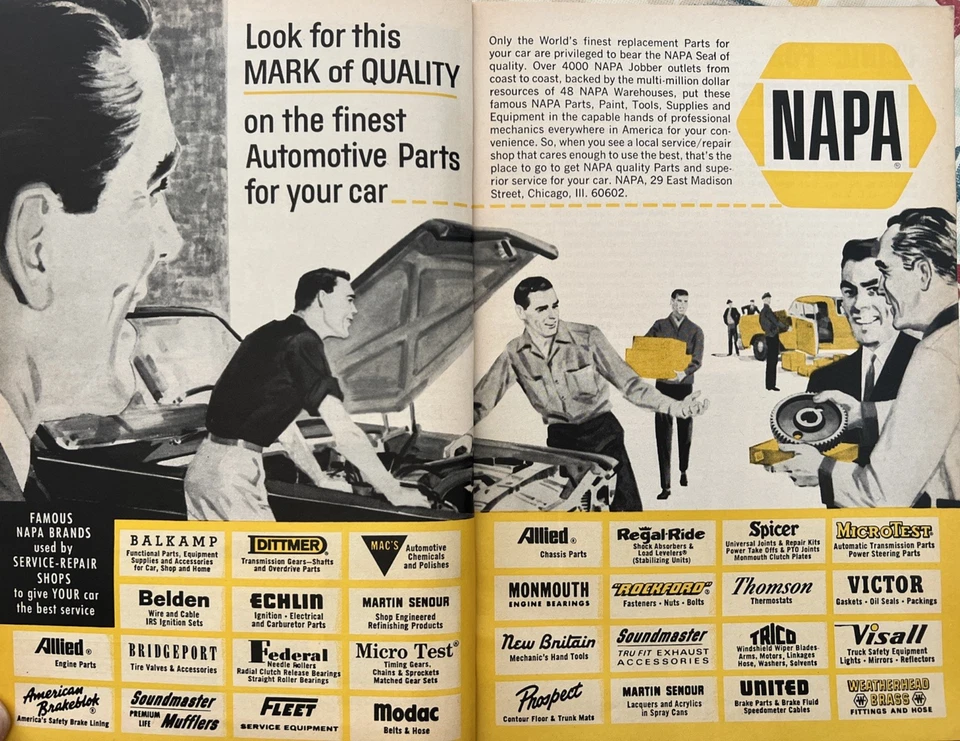 Look for this
MARK of QUALITY
on the finest
Automotive Parts
for your car
Only the World's finest replacement Parts for
your car are privileged to bear the NAPA Seal of
quality. Over 4000 NAPA Jobber outlets from
coast to coast, backed by the multi-million dollar
resources of 48 NAPA Warehouses, put these
famous NAPA Parts, Paint, Tools, Supplies and
Equipment in the capable hands of professional
mechanics everywhere in America for your con-
venience. So, when you see a local service/repair
shop that cares enough to use the best, that's the
place to go to get NAPA quality Parts and supe-
rior service for your car. NAPA, 29 East Madison
Street, Chicago, Ill. 60602.
NAPA®
FAMOUS
NAPA BRANDS
used by
SERVICE-REPAIR
SHOPS
to give YOUR car
the best service
BALKAMP
Functional Parts, Equipment
Supplies and Accessories
for Car, Shop and Home
DITTMER
Transmission Gears—Shafts
and Overdrive Parts
MAC'S
Automotive
Chemicals
and Polishes
Belden
Wire and Cable
IRS Ignition Sets
ECHLIN
Ignition • Electrical
and Carburetor Parts
MARTIN SENOUR
Shop Engineered
Refinishing Products
Allied®
Engine Parts
BRIDGEPORT
Tire Valves & Accessories
Federal
Needle Rollers
Radial Clutch Release Bearings
Straight Roller Bearings
Micro Test®
Timing Gears,
Chains & Sprockets
Matched Gear Sets
American
Brakeblok®
America's Safety Brake Lining
Soundmaster
PREMIUM
LIFE
Mufflers
FLEET
SERVICE EQUIPMENT
Modac
Belts & Hose
Allied®
Chassis Parts
Regal-Ride
Shock Absorbers &
Load Levelers®
(Stabilizing Units)
Spicer
Universal Joints & Repair Kits
Power Take Offs & PTO Joints
Monmouth Clutch Plates
MICROTEST
Automatic Transmission Parts
Power Steering Parts
MONMOUTH
ENGINE BEARINGS
"ROCKFORD"
Fasteners • Nuts • Bolts
Thomson
Thermostats
VICTOR
Gaskets • Oil Seals • Packings
New Britain
Mechanic's Hand Tools
Soundmaster
TRU FIT EXHAUST
ACCESSORIES
TRICO
Windshield Wiper Blades
Arms, Motors, Linkages
Hose, Washers, Solvents
Visall
Truck Safety Equipment
Lights • Mirrors • Reflectors
Prospect
Contour Floor & Trunk Mats
MARTIN SENOUR
Lacquers and Acrylics
in Spray Cans
UNITED
Brake Parts & Brake Fluid
Speedometer Cables
WEATHERHEAD
BRASS
FITTINGS AND HOSE